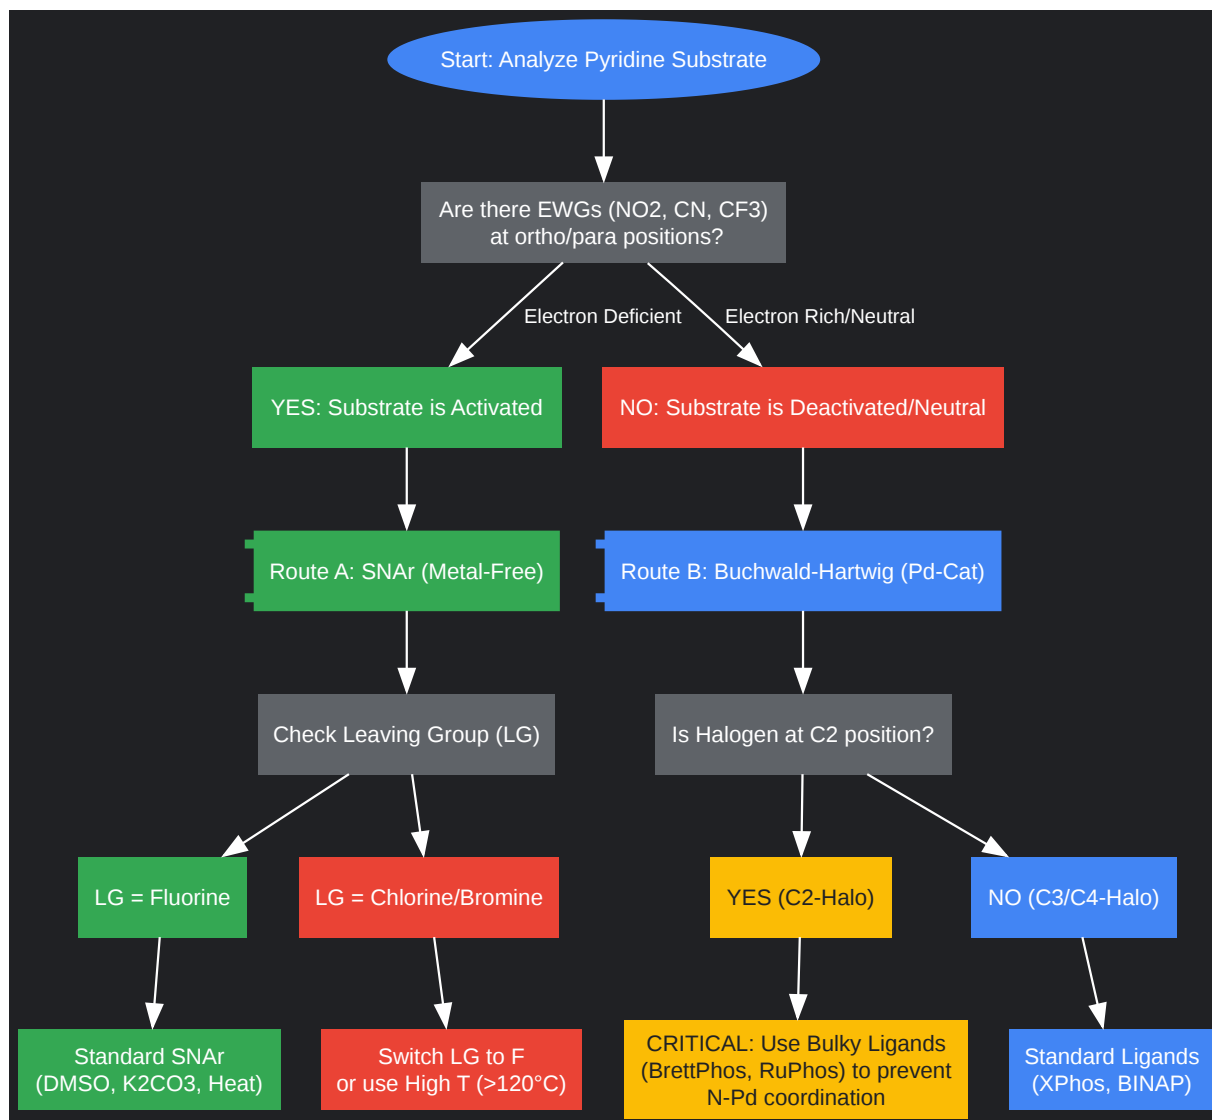 Start: Analyze Pyridine Substrate
Are there EWGs (NO2, CN, CF3)
at ortho/para positions?
Electron Deficient
Electron Rich/Neutral
YES: Substrate is Activated
NO: Substrate is Deactivated/Neutral
Route A: SNAr (Metal-Free)
Route B: Buchwald-Hartwig (Pd-Cat)
Check Leaving Group (LG)
Is Halogen at C2 position?
LG = Fluorine
LG = Chlorine/Bromine
YES (C2-Halo)
NO (C3/C4-Halo)
Standard SNAr
(DMSO, K2CO3, Heat)
Switch LG to F
or use High T (>120°C)
CRITICAL: Use Bulky Ligands
(BrettPhos, RuPhos) to prevent
N-Pd coordination
Standard Ligands
(XPhos, BINAP)